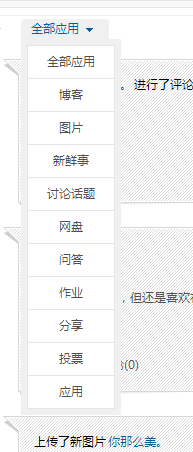 全部应用
全部应用
博客
。 进行了评论
图片
新鲜事
讨论话题
网盘
问答
作业
，但还是喜欢
分享
投票
(0)
应用
上传了新图片 你那么美。